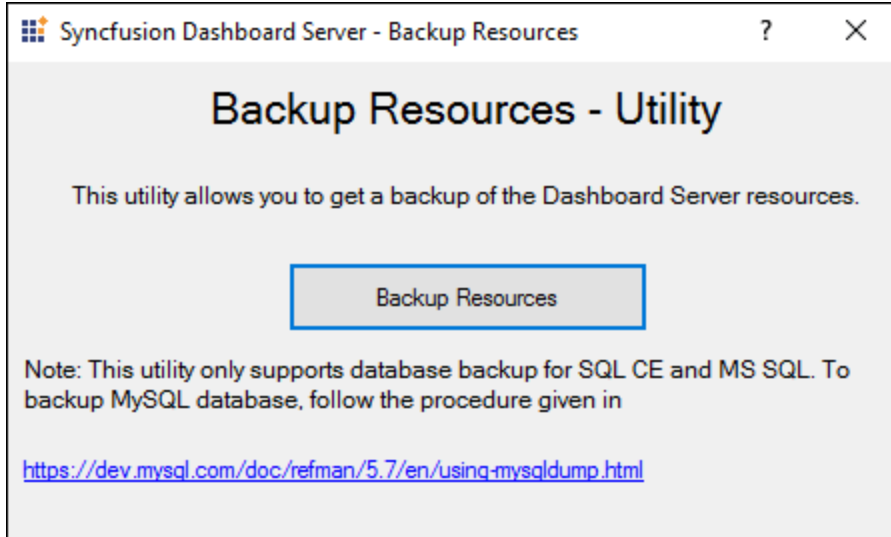 Syncfusion Dashboard Server - Backup Resources ?
Backup Resources - Utility
This utility allows you to get a backup of the Dashboard Server resources.
Backup Resources
Note: This utility only supports database backup for SQL CE and MS SQL. To
backup MySQL database, follow the procedure given in
https://dev.mysql.com/doc/refman/5.7/en/using-mysqldump.html